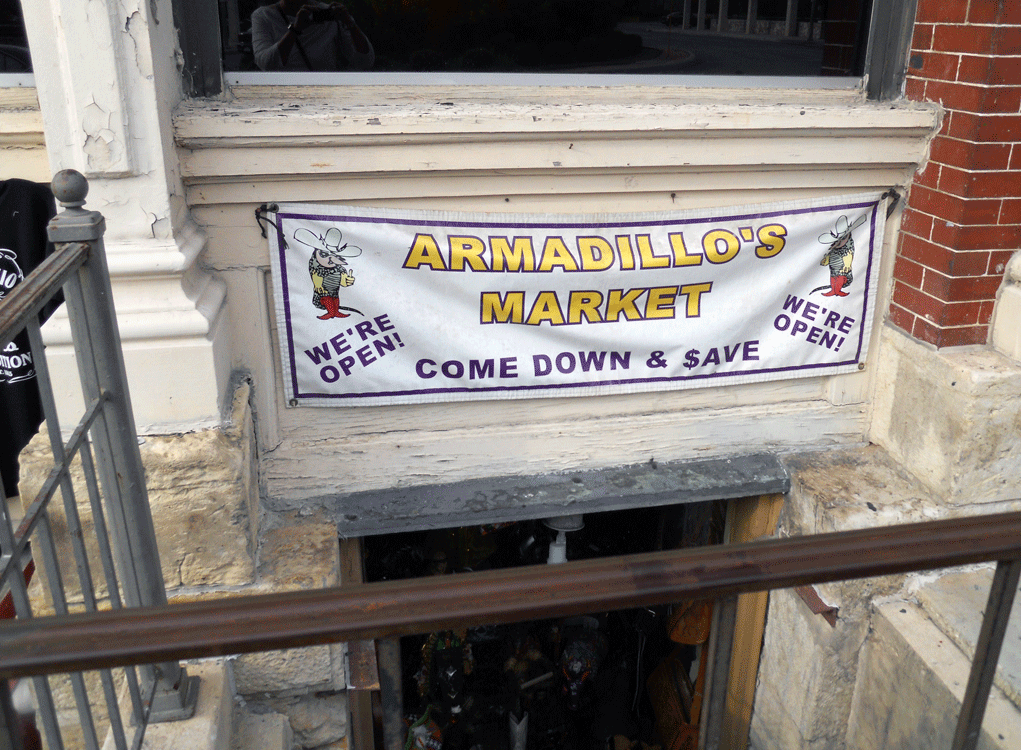 ARMADILLO'S
MARKET
WE'RE
OPEN!
COME DOWN & $AVE
WE'RE
OPEN!